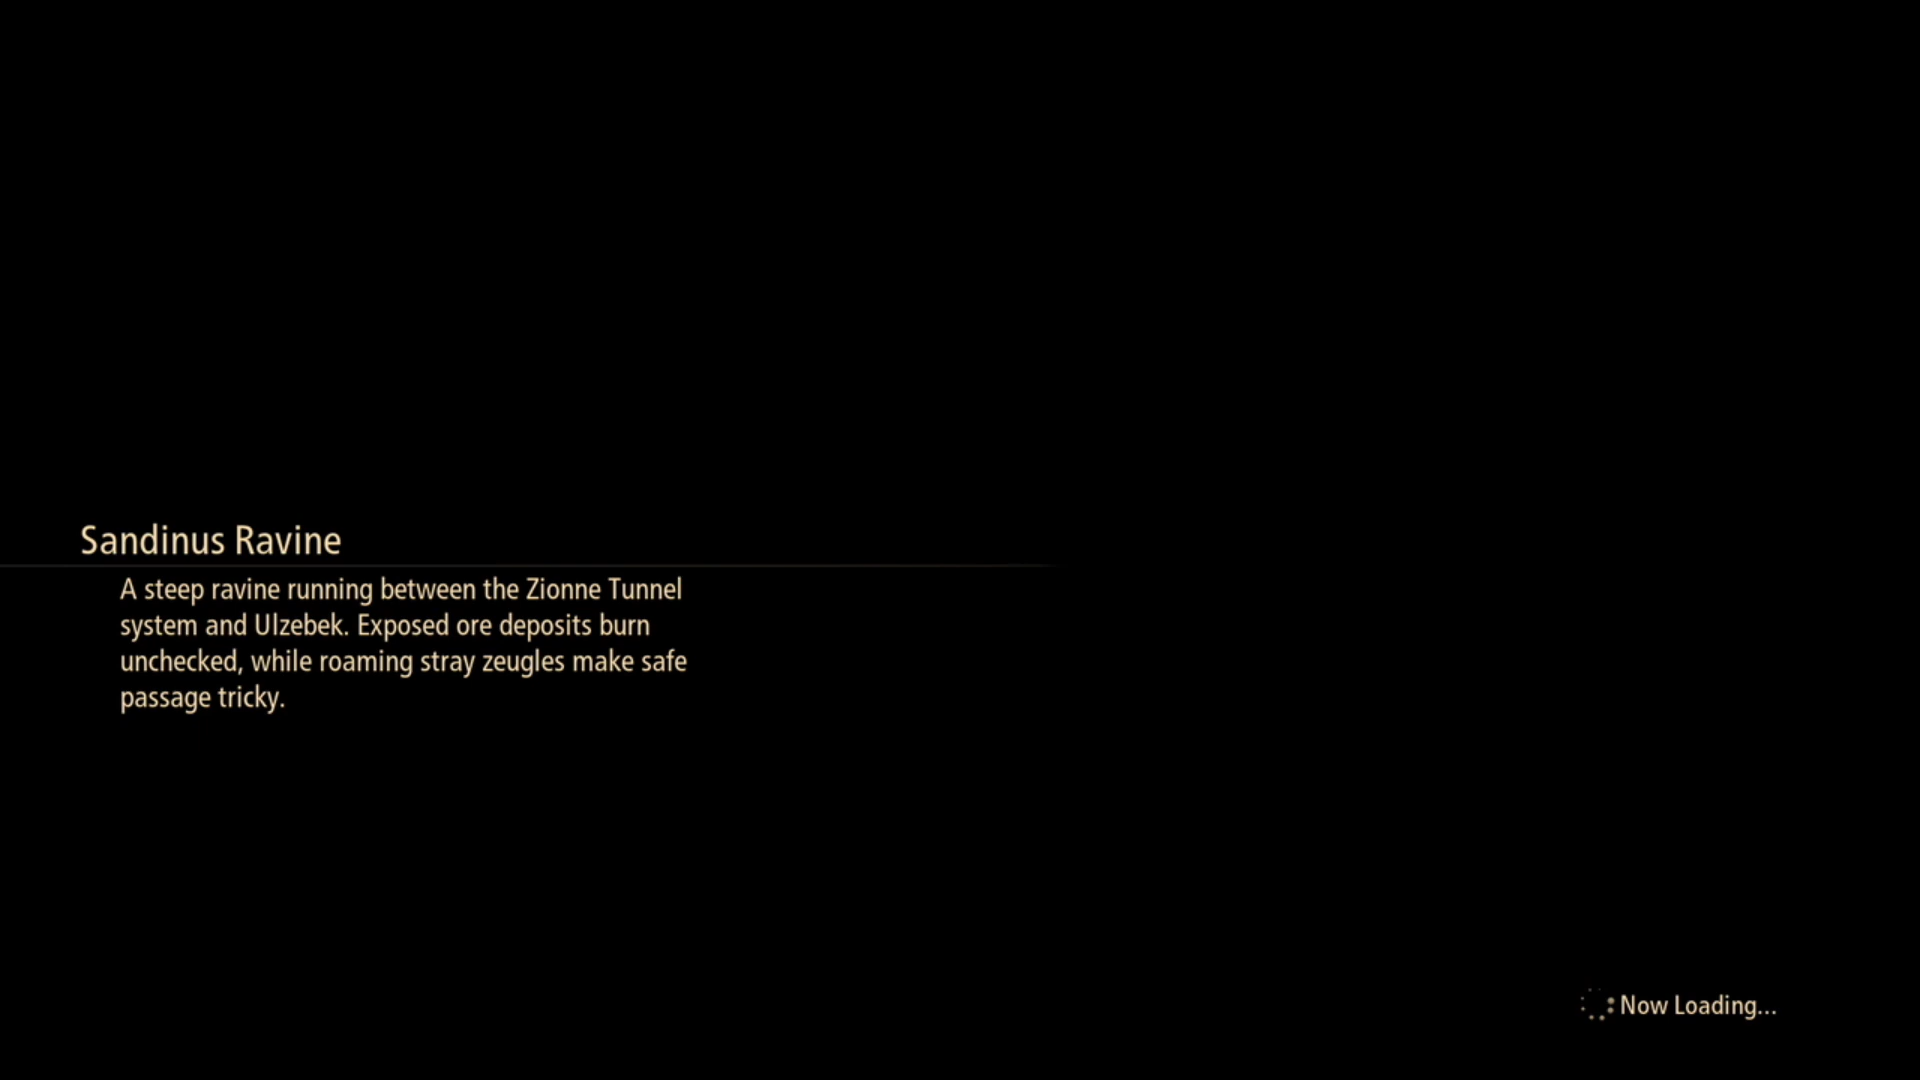 Sandinus Ravine
A steep ravine running between the Zionne Tunnel
system and Ulzebek. Exposed ore deposits burn
unchecked, while roaming stray zeugles make safe
passage tricky.
Now Loading...